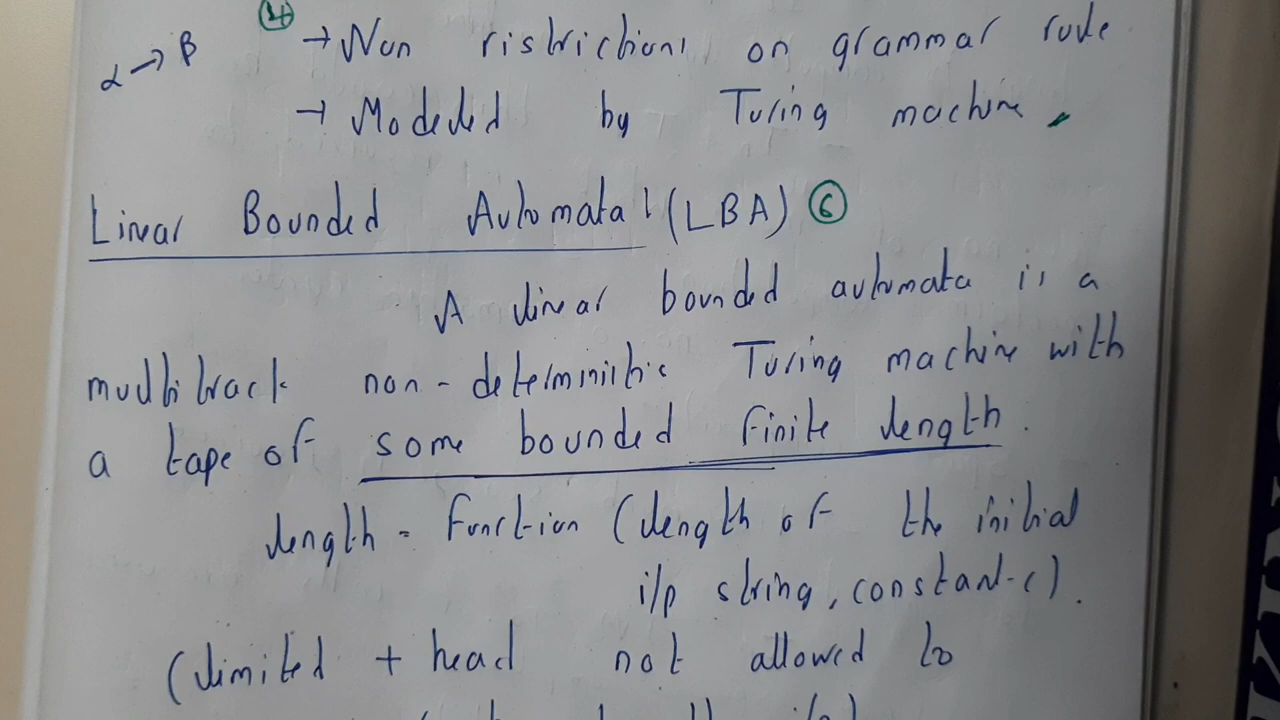 α → β ④ → Non ristrictions on grammar rule
→ Modeled by Turing machine.
Linear Bounded Automata: (LBA) ⑥
A linear bounded automata is a
multitrack non-deterministic Turing machine with
a tape of some bounded finite length.
length = Function (length of the initial
i/p string, constant-c).
(limited + head not allowed to